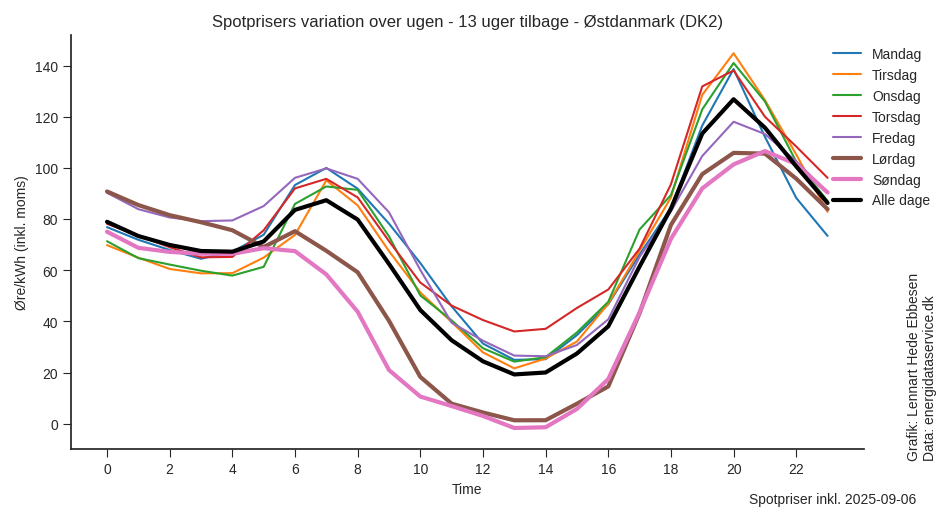 Spotprisers variation over ugen - 13 uger tilbage - Østdanmark (DK2)
Øre/kWh (inkl. moms)
140
120
100
80
60
40
20
0
0 2 4 6 8 10 12 14 16 18 20 22
Time
Mandag
Tirsdag
Onsdag
Torsdag
Fredag
Lørdag
Søndag
Alle dage
Grafik: Lennart Hede Ebbesen
Data: energidataservice.dk
Spotpriser inkl. 2025-09-06